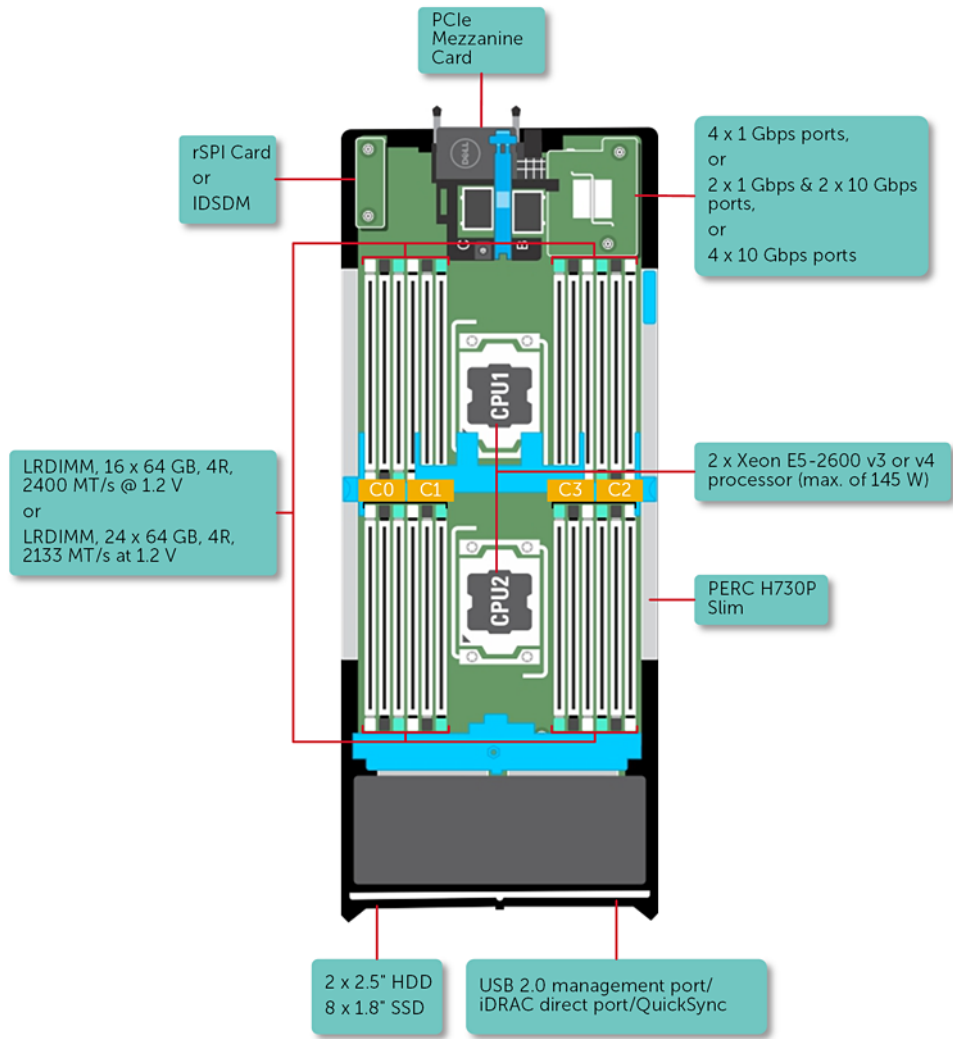 PCIe
Mezzanine
Card
rSPI Card
or
IDSDM
4 x 1 Gbps ports,
or
2 x 1 Gbps & 2 x 10 Gbps
ports,
or
4 x 10 Gbps ports
DELL
C
B
CPU1
LRDIMM, 16 x 64 GB, 4R,
2400 MT/s @ 1.2 V
or
LRDIMM, 24 x 64 GB, 4R,
2133 MT/s at 1.2 V
C0 C1 C3 C2
2 x Xeon E5-2600 v3 or v4
processor (max. of 145 W)
CPU2
PERC H730P
Slim
2 x 2.5" HDD
8 x 1.8" SSD
USB 2.0 management port/
iDRAC direct port/QuickSync